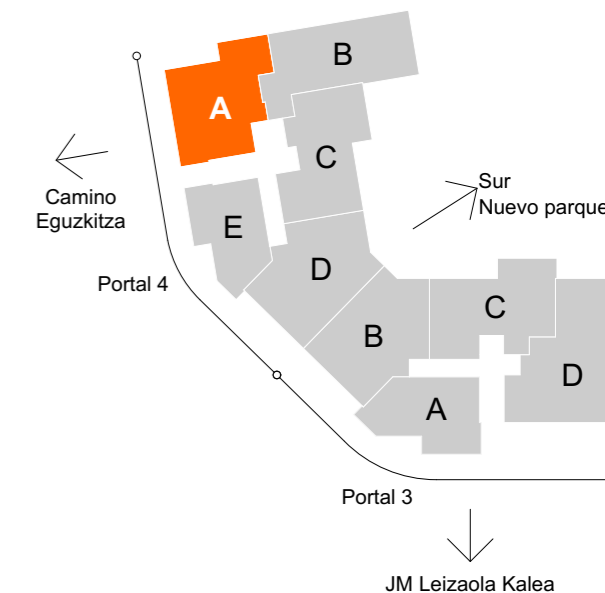 B
A
C
Camino
Eguzkitza
Sur
Nuevo parque
E
D
Portal 4
C
B
D
A
Portal 3
JM Leizaola Kalea